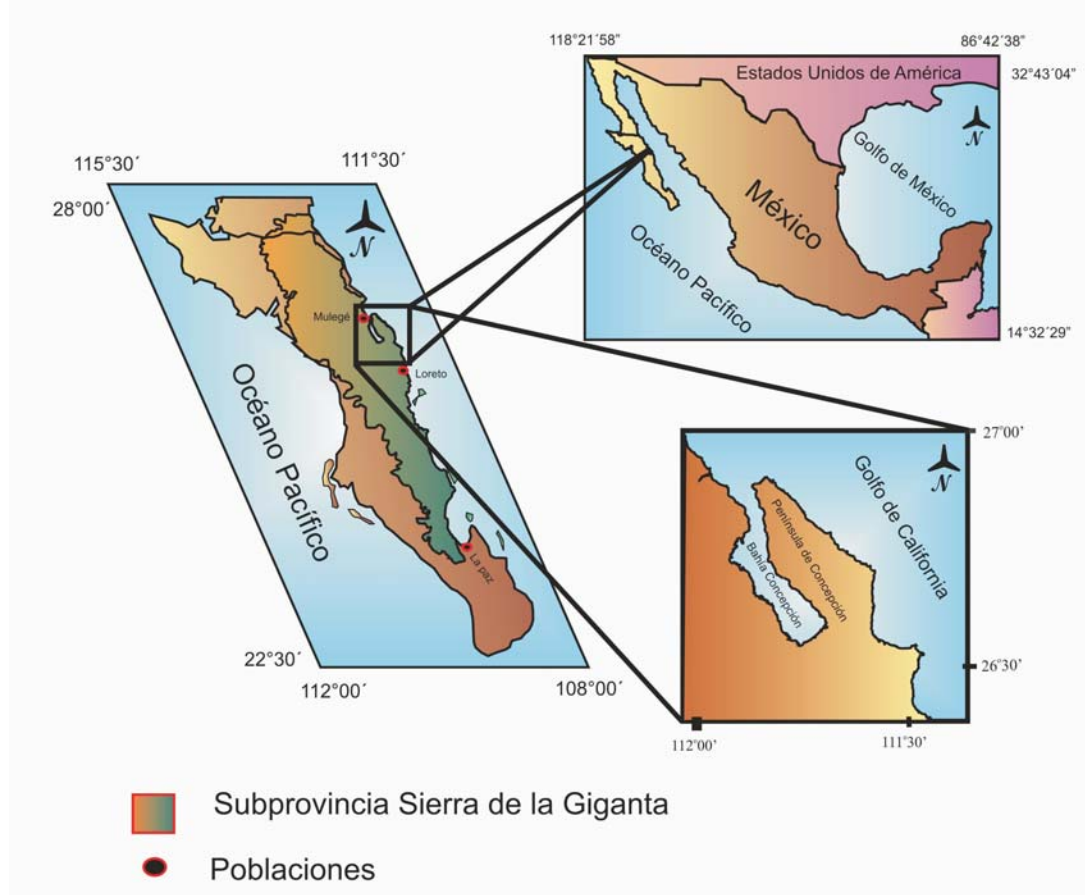 118°21´58”
86°42´38”
Estados Unidos de América
32°43´04”
N
Golfo de México
México
Océano Pacífico
14°32´29”
115°30´
111°30´
28°00´
N
Mulegé
Loreto
Océano Pacífico
La paz
22°30´
112°00´
108°00´
27°00’
Golfo de California
N
Península de Concepción
Bahía Concepción
26°30’
112°00’
111°30’
Subprovincia Sierra de la Giganta
Poblaciones